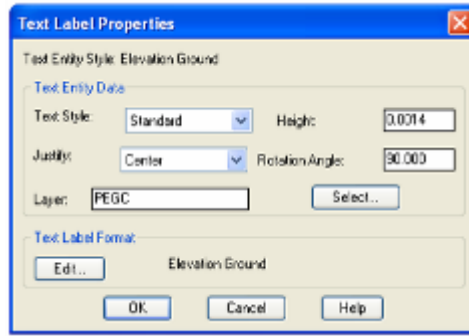 Text Label Properties
Text Entity Style: Elevation Ground
Text Entity Data
Text Style: Standard Height: 0.0014
Justify: Center Rotation Angle: 90.000
Layer: PEGC Select...
Text Label Format
Edit... Elevation Ground
OK Cancel Help